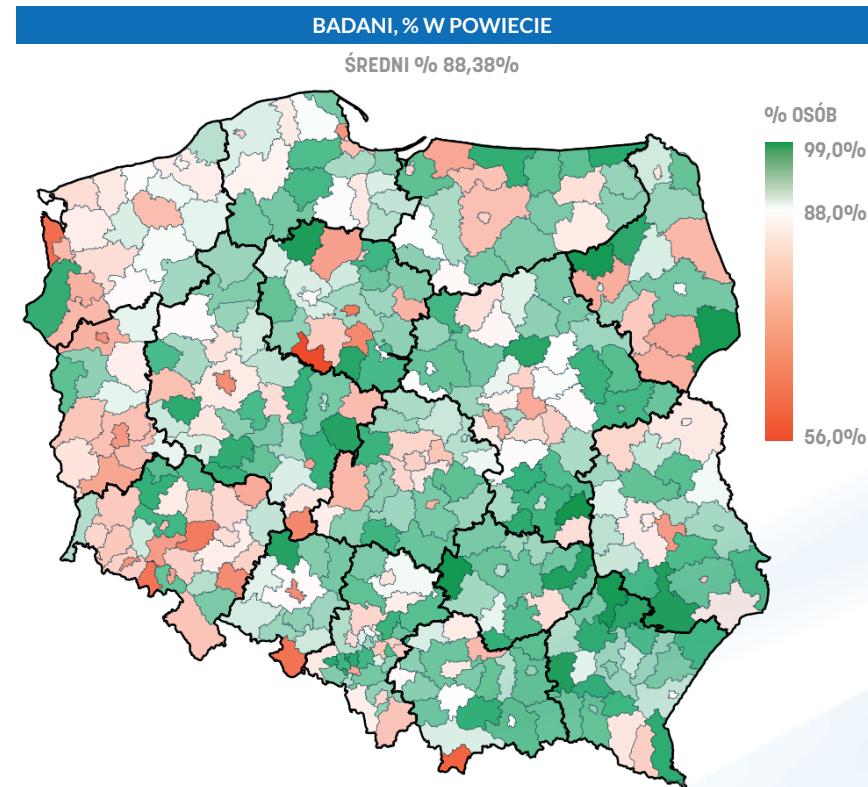 BADANI, % W POWIECIE
ŚREDNI % 88,38%
% OSÓB
99,0%
88,0%
56,0%